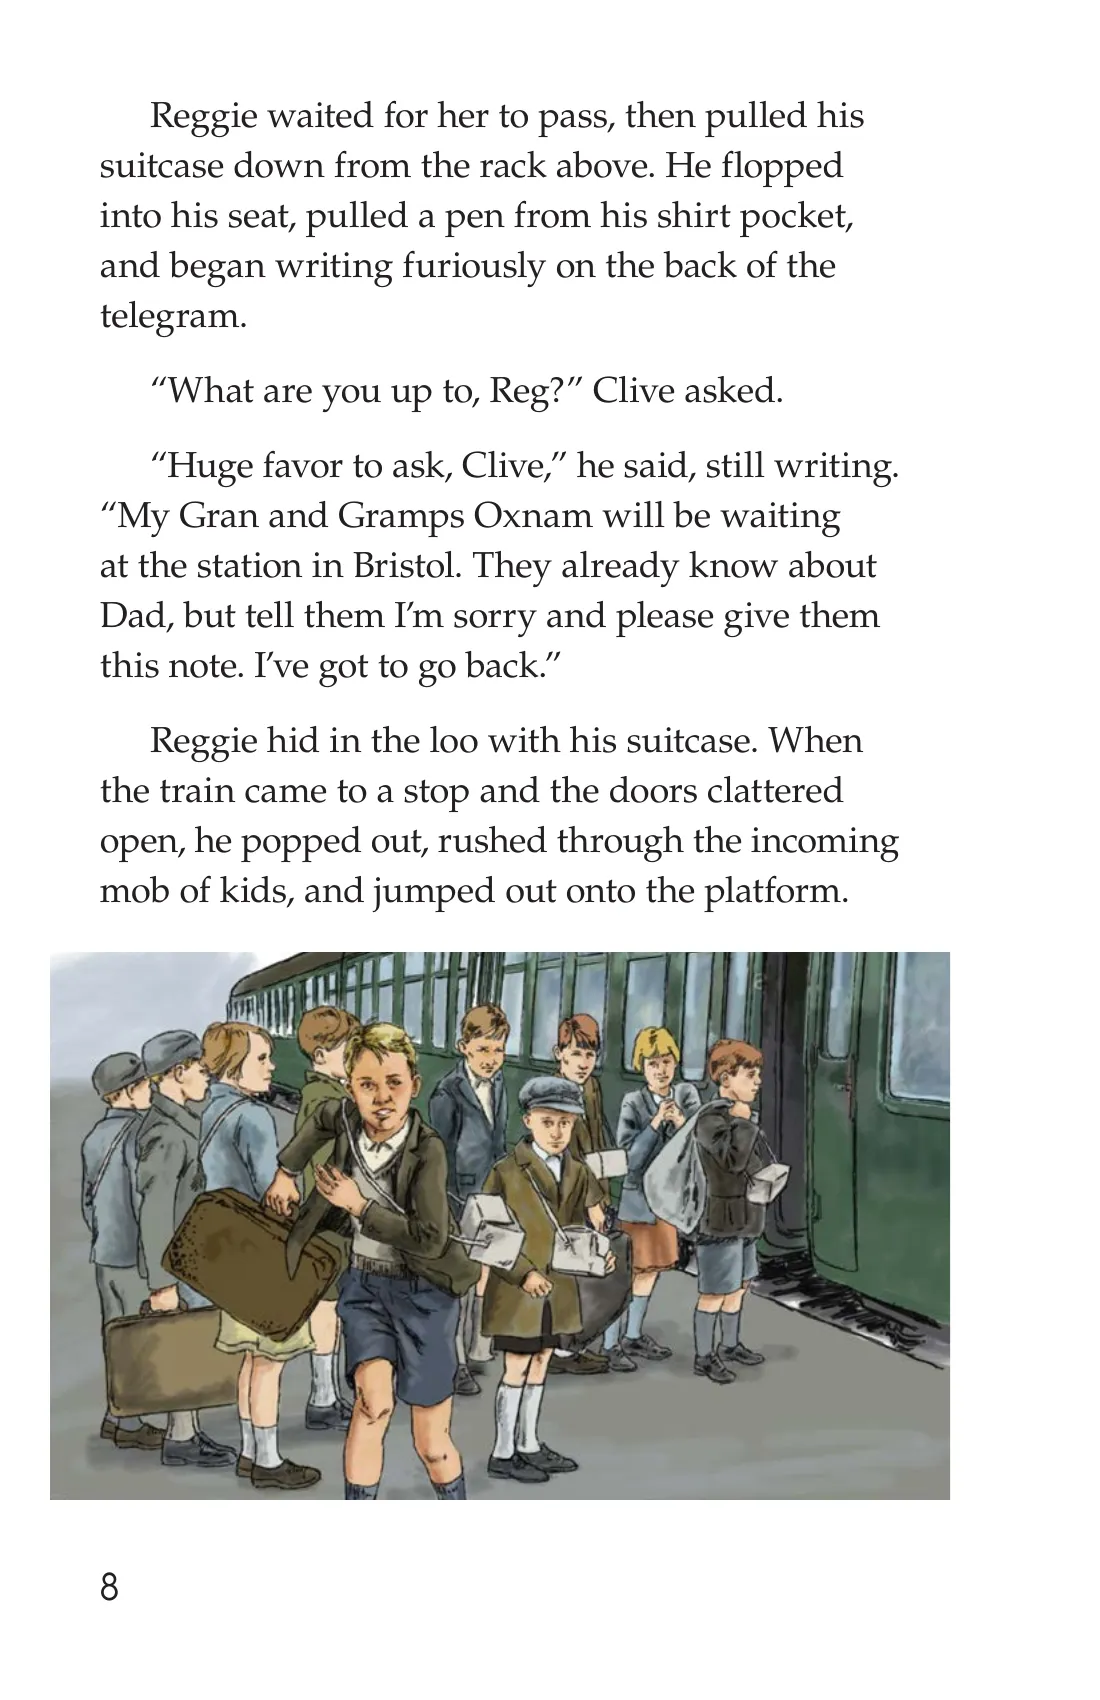 Reggie waited for her to pass, then pulled his
suitcase down from the rack above. He flopped
into his seat, pulled a pen from his shirt pocket,
and began writing furiously on the back of the
telegram.
“What are you up to, Reg?” Clive asked.
“Huge favor to ask, Clive,” he said, still writing.
“My Gran and Gramps Oxnam will be waiting
at the station in Bristol. They already know about
Dad, but tell them I’m sorry and please give them
this note. I’ve got to go back.”
Reggie hid in the loo with his suitcase. When
the train came to a stop and the doors clattered
open, he popped out, rushed through the incoming
mob of kids, and jumped out onto the platform.
8